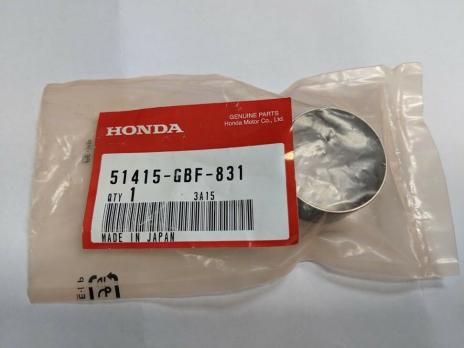 GENUINE PARTS
Honda Motor Co., Ltd.
HONDA
51415-GBF-831
QTY 1 3A15
MADE IN JAPAN